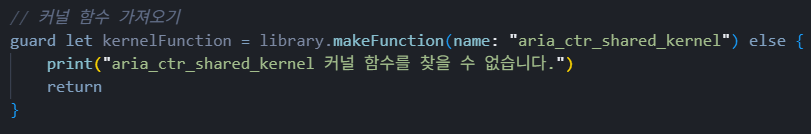 // 커널 함수 가져오기
guard let kernelFunction = library.makeFunction(name: "aria_ctr_shared_kernel") else {
    print("aria_ctr_shared_kernel 커널 함수를 찾을 수 없습니다.")
    return
}